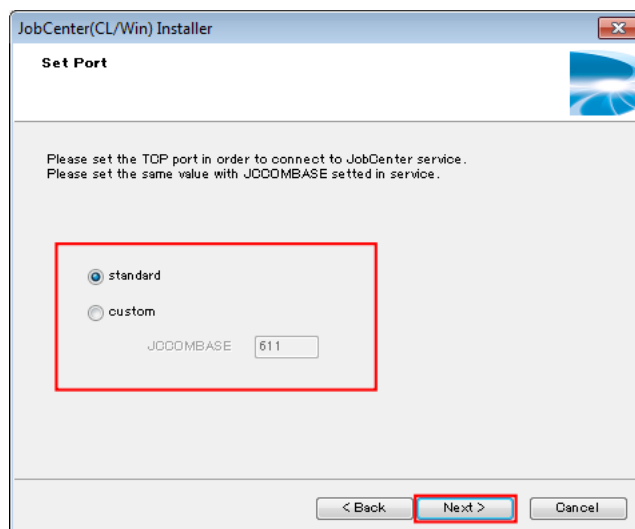 JobCenter(CL/Win) Installer
Set Port
Please set the TCP port in order to connect to JobCenter service.
Please set the same value with JCCOMBASE setted in service.
standard
custom
JCCOMBASE 611
< Back Next > Cancel